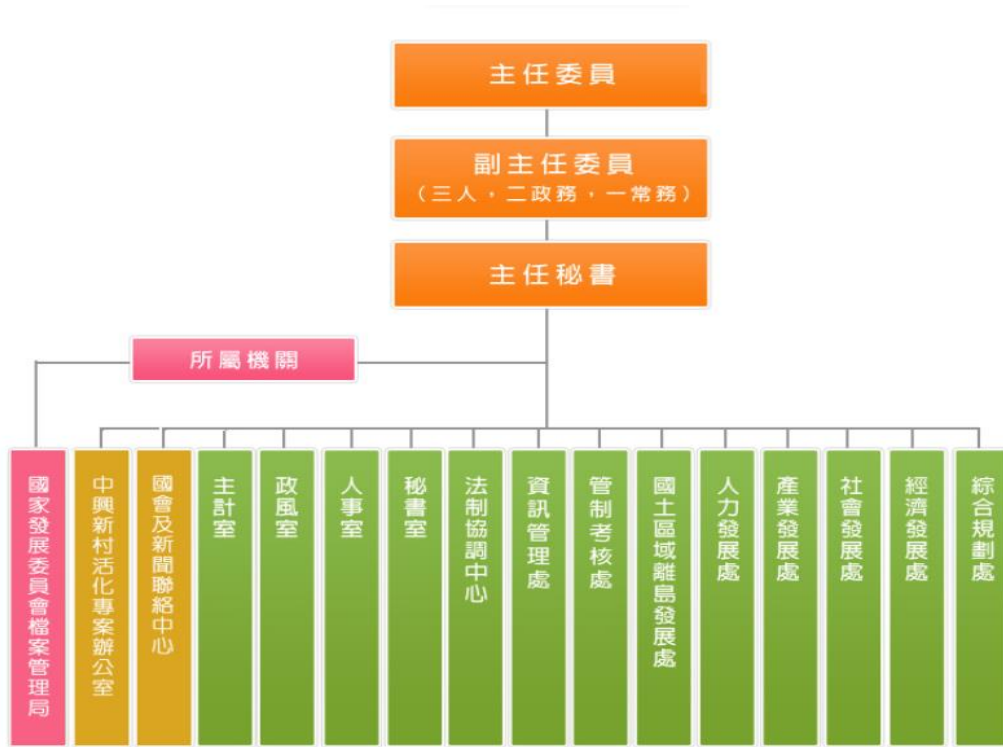 主任委員
副主任委員
（三人，二政務，一常務）
主任秘書
所屬機關
國家發展委員會檔案管理局
中興新村活化專案辦公室
國會及新聞聯絡中心
主計室
政風室
人事室
秘書室
法制協調中心
資訊管理處
管制考核處
國土區域離島發展處
人力發展處
產業發展處
社會發展處
經濟發展處
綜合規劃處